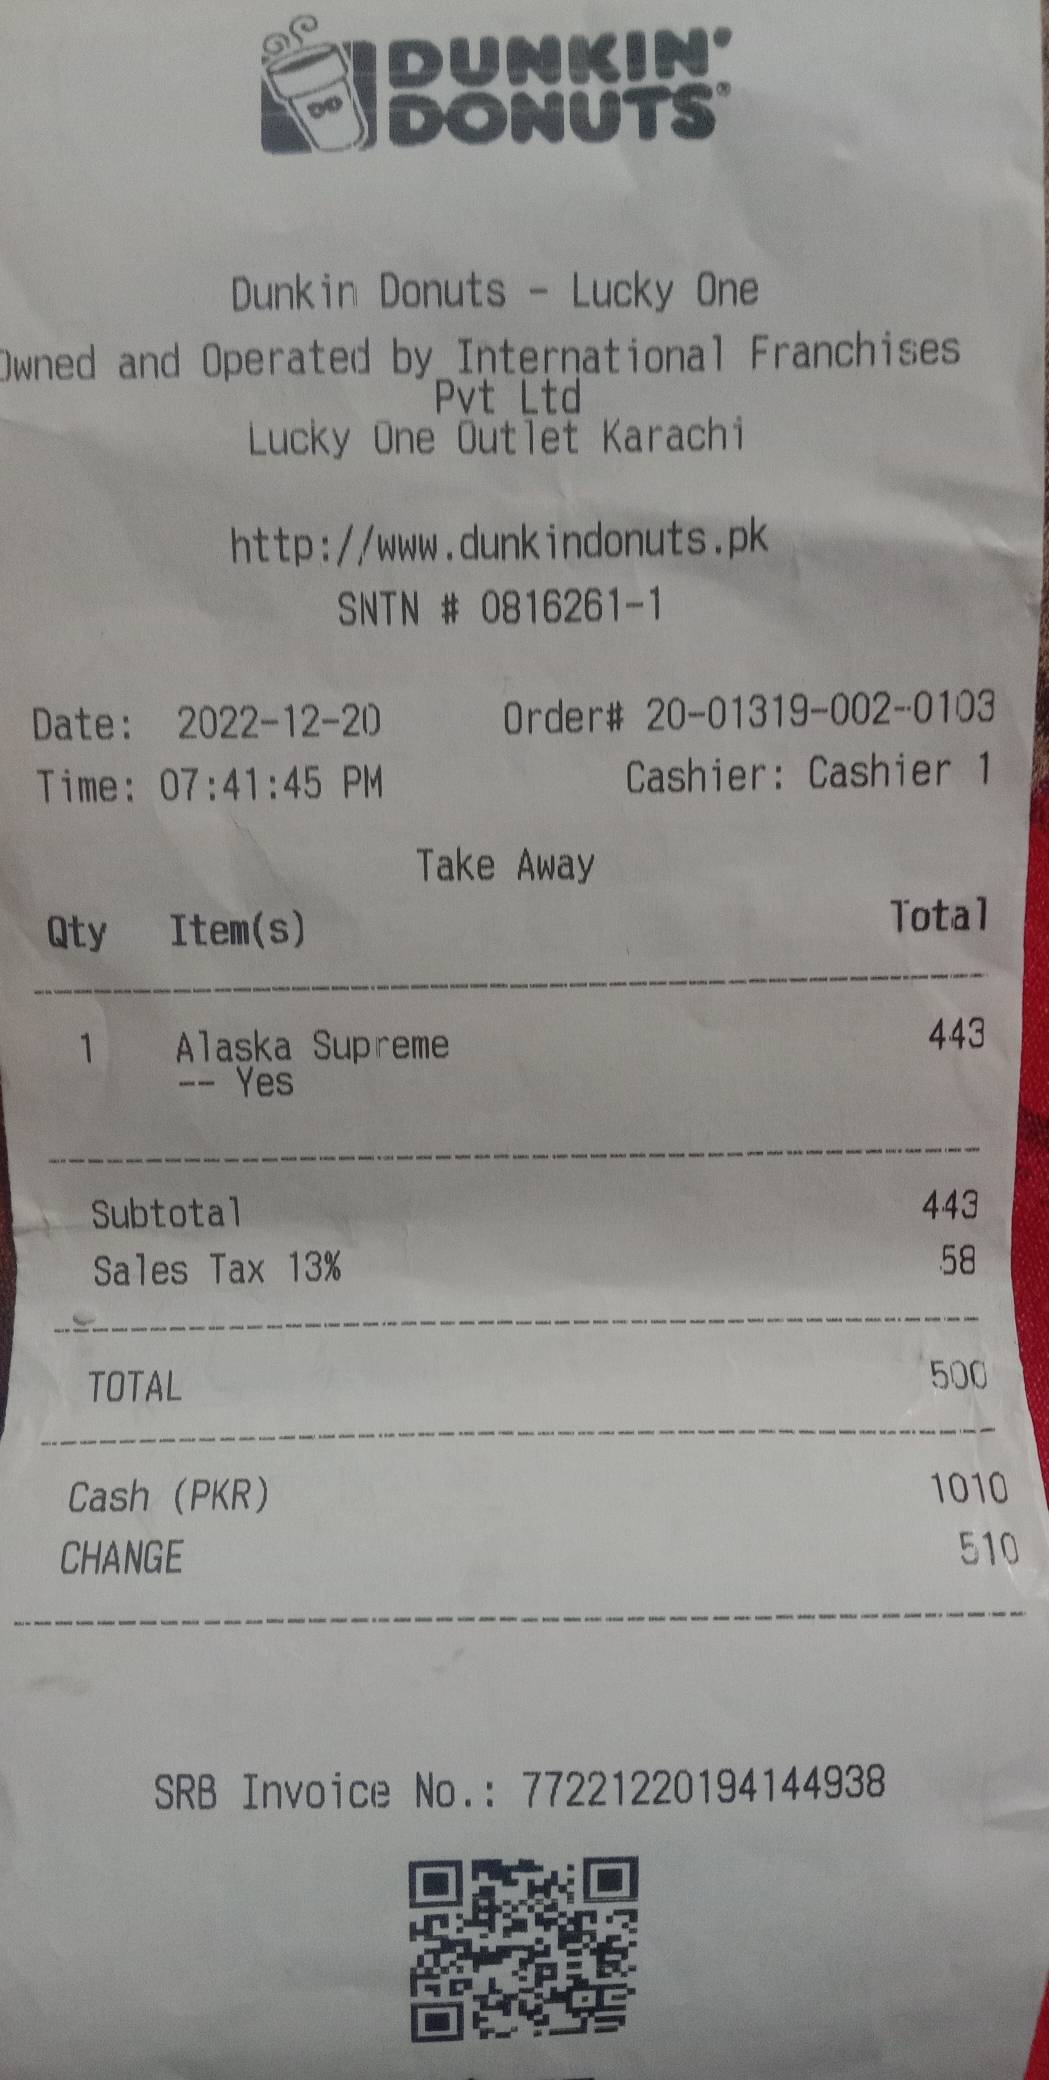 DUNKIN'
DONUTS®
Dunkin Donuts - Lucky One
Owned and Operated by International Franchises
Pvt Ltd
Lucky One Outlet Karachi
http://www.dunkindonuts.pk
SNTN # 0816261-1
Date: 2022-12-20 Order# 20-01319-002-0103
Time: 07:41:45 PM Cashier: Cashier 1
Take Away
Qty Item(s) Total
1 Alaska Supreme 443
-- Yes
Subtotal 443
Sales Tax 13% 58
TOTAL 500
Cash (PKR) 1010
CHANGE 510
SRB Invoice No.: 77221220194144938